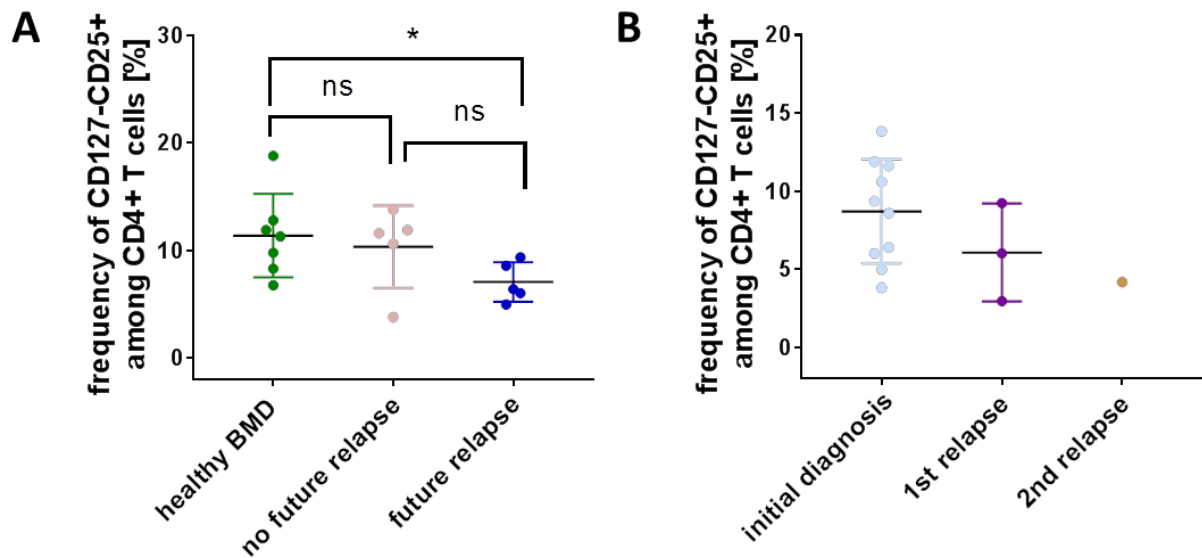 A
frequency of CD127-CD25+
among CD4+ T cells [%]
30
20
10
0
*
ns
ns
healthy BMD
no future relapse
future relapse
B
frequency of CD127-CD25+
among CD4+ T cells [%]
20
15
10
5
0
initial diagnosis
1st relapse
2nd relapse